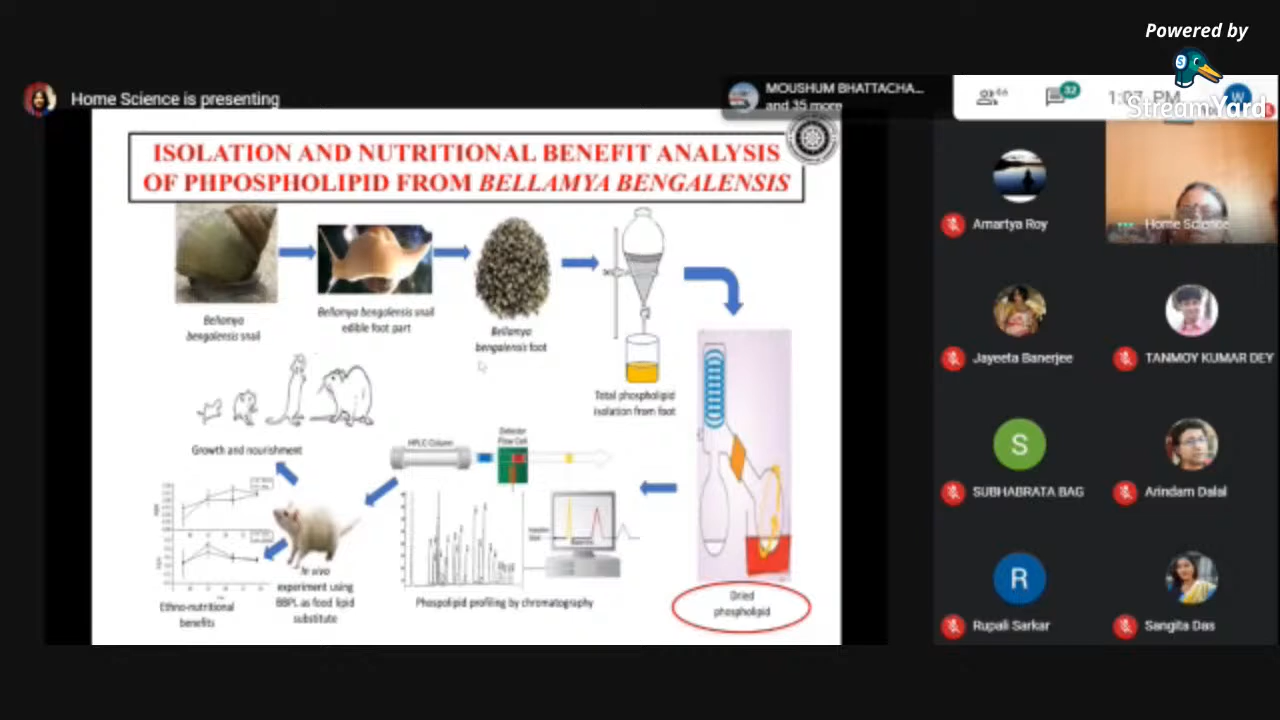 Powered by
StreamYard
Home Science is presenting
MOUSHUM BHATTACHA...
and 35 more
32
ISOLATION AND NUTRITIONAL BENEFIT ANALYSIS
OF PHPOSPHOLIPID FROM BELLAMYA BENGALENSIS
Bellamya
bengalensis snail
Bellamya bengalensis snail
edible foot part
Bellamya
bengalensis foot
Total phospholipid
isolation from foot
Growth and nourishment
HPLC Column
Detector
Flow Cell
Ethno-nutritional
benefits
In vivo
experiment using
BBPL as food lipid
substitute
Phospolipid profiling by chromatography
Dried
phospholipid
Amartya Roy
Home Science
Jayeeta Banerjee
TANMOY KUMAR DEY
S
SUBHABRATA BAG
Arindam Dalal
R
Rupali Sarkar
Sangita Das